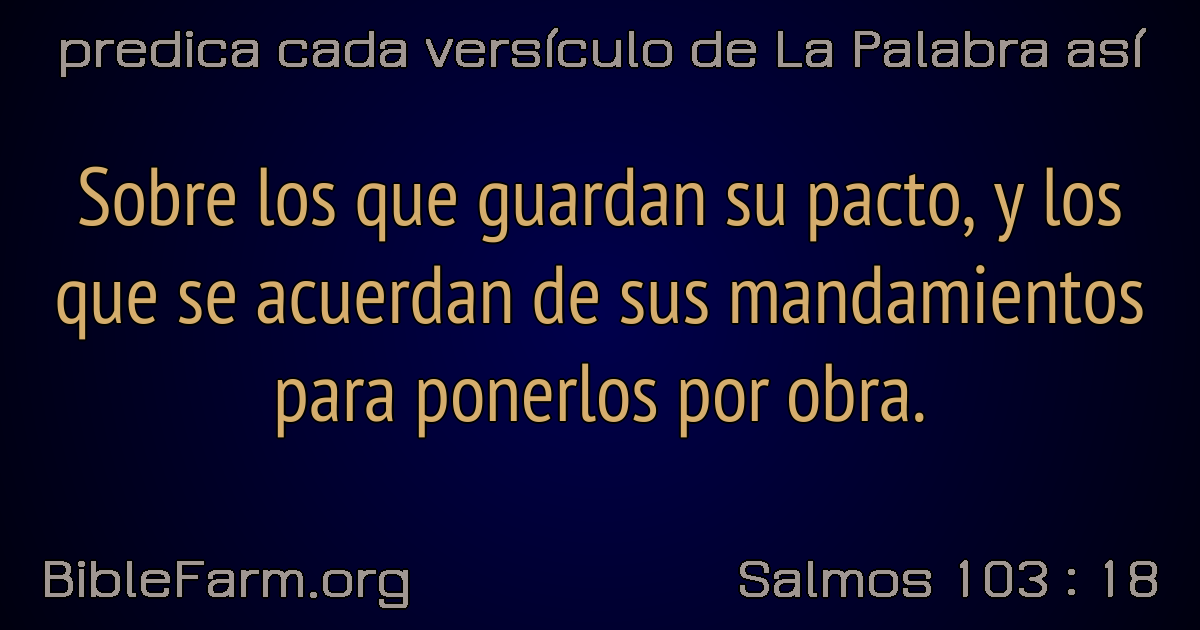 predica cada versículo de La Palabra así
Sobre los que guardan su pacto, y los
que se acuerdan de sus mandamientos
para ponerlos por obra.
BibleFarm.org
Salmos 103 : 18